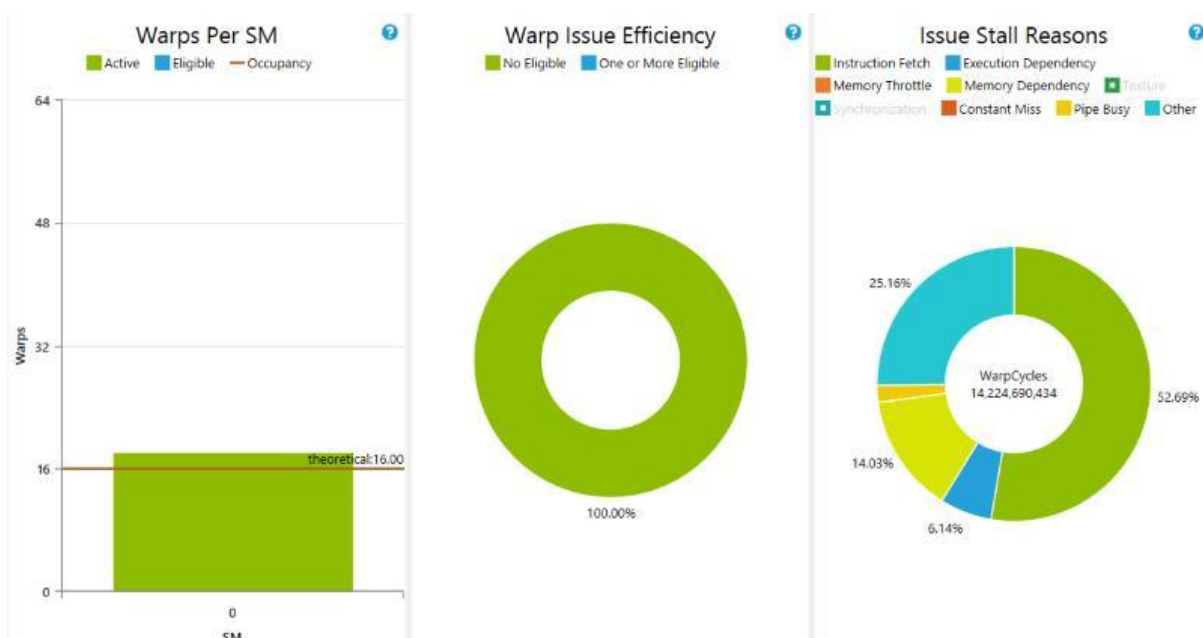 Warps Per SM
Active Eligible Occupancy
64
48
32
16
0
Warps
theoretical:16.00
0
SM
Warp Issue Efficiency
No Eligible One or More Eligible
100.00%
Issue Stall Reasons
Instruction Fetch Execution Dependency
Memory Throttle Memory Dependency Texture
Synchronization Constant Miss Pipe Busy Other
25.16%
WarpCycles
14,224,690,434
52.69%
14.03%
6.14%